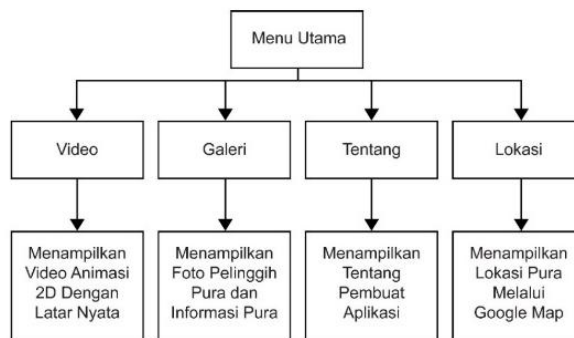 Menu Utama
Video
Galeri
Tentang
Lokasi
Menampilkan
Video Animasi
2D Dengan
Latar Nyata
Menampilkan
Foto Pelinggih
Pura dan
Informasi Pura
Menampilkan
Tentang
Pembuat
Aplikasi
Menampilkan
Lokasi Pura
Melalui
Google Map